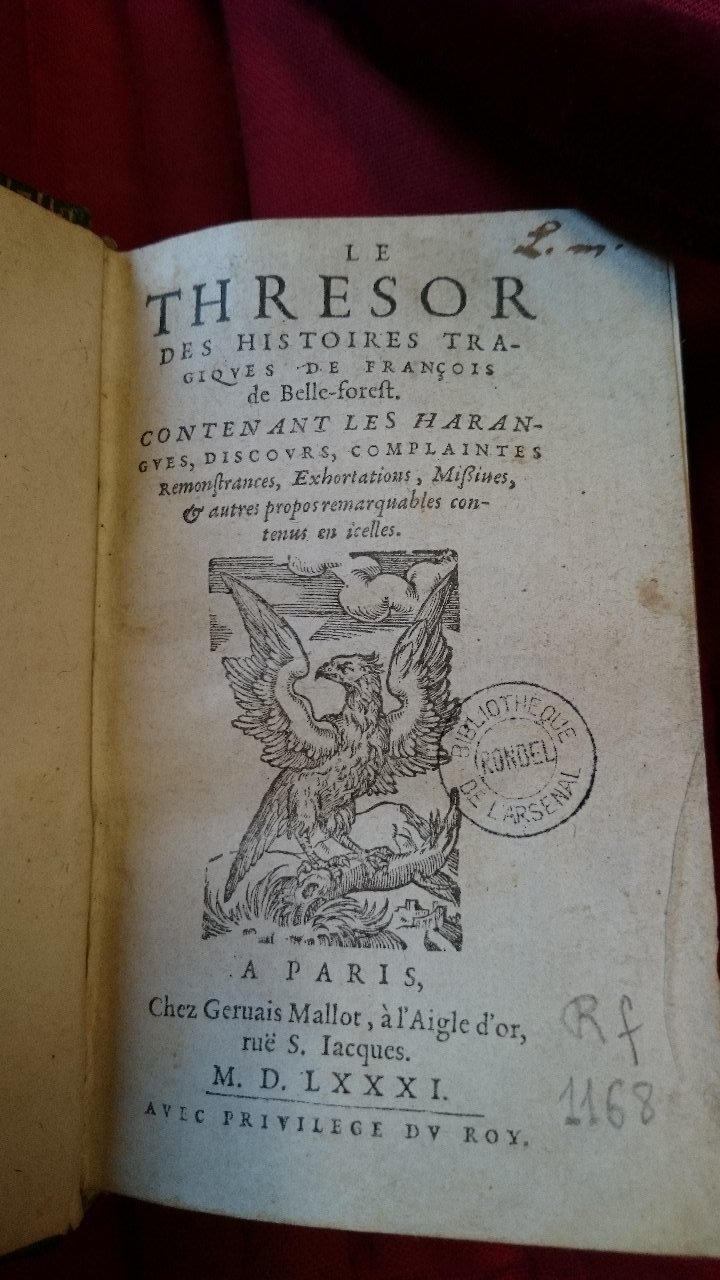 L. m.
LE
THRESOR
DES HISTOIRES TRA-
GIQVES DE FRANÇOIS
de Belle-foreſt.
CONTENANT LES HARAN-
GVES, DISCOVRS, COMPLAINTES
Remonſtrances, Exhortations, Mißiues,
& autres propos remarquables con-
tenus en icelles.
BIBLIOTHEQUE
RONDEL
DE L'ARSENAL
A PARIS,
Chez Geruais Mallot, à l'Aigle d'or,
ruë S. Iacques.
M. D. LXXXI.
AVEC PRIVILEGE DV ROY.
Rf
1168